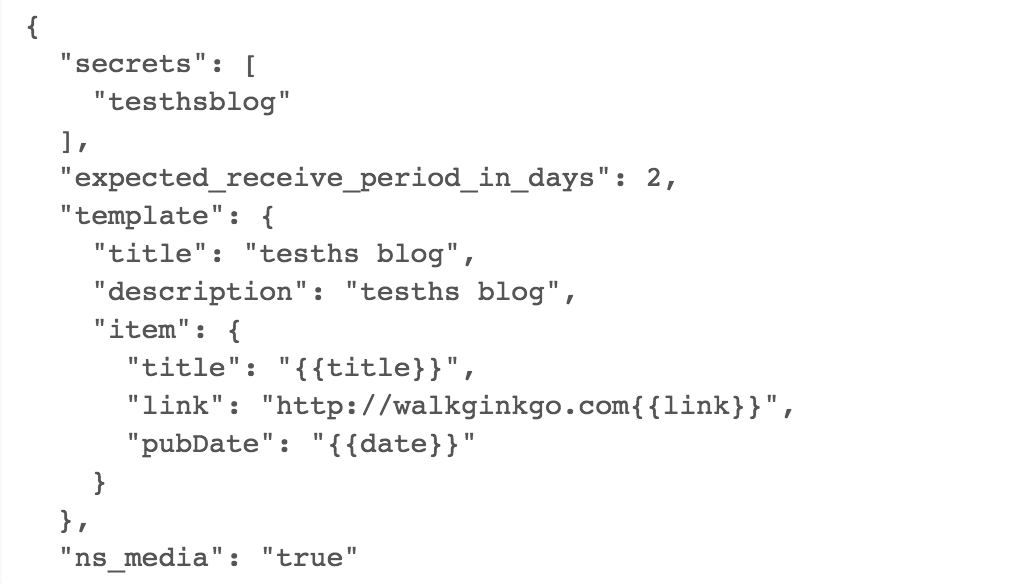 {
  "secrets": [
    "testhsblog"
  ],
  "expected_receive_period_in_days": 2,
  "template": {
    "title": "tesths blog",
    "description": "tesths blog",
    "item": {
      "title": "{{title}}",
      "link": "http://walkginkgo.com{{link}}",
      "pubDate": "{{date}}"
    }
  },
  "ns_media": "true"